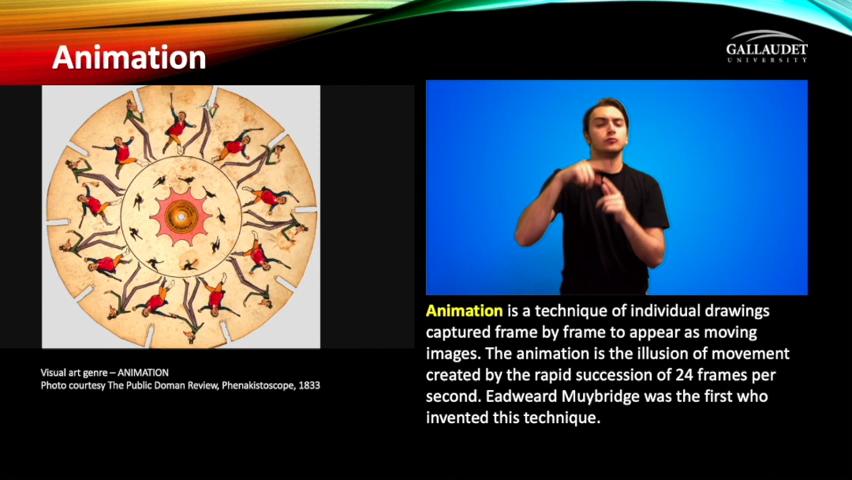 Animation
GALLAUDET
UNIVERSITY
Animation is a technique of individual drawings
captured frame by frame to appear as moving
images. The animation is the illusion of movement
created by the rapid succession of 24 frames per
second. Eadweard Muybridge was the first who
invented this technique.
Visual art genre – ANIMATION
Photo courtesy The Public Doman Review, Phenakistoscope, 1833